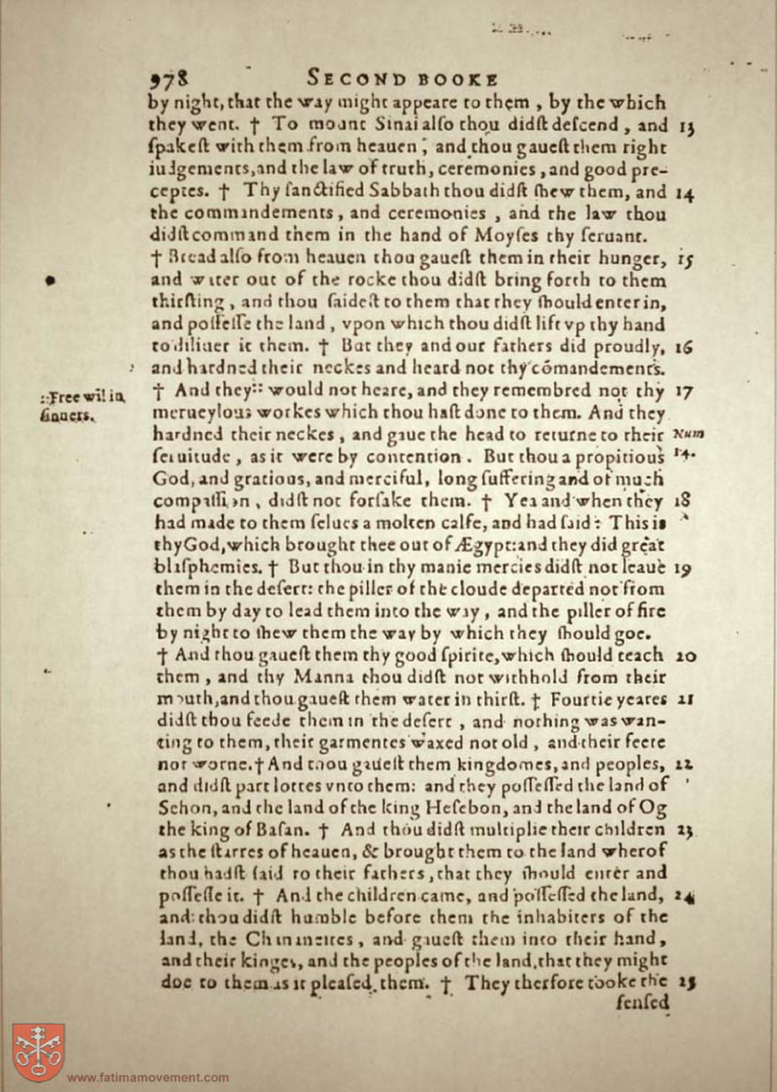 978 SECOND BOOKE
by night, that the way might appeare to them, by the which
they went. † To mount Sinai also thou didſt deſcend, and 13
ſpakeſt with them from heauen, and thou gaueſt them right
iudgements, and the law of truth, ceremonies, and good pre-
ceptes. † Thy ſanctified Sabbath thou didſt ſhew them, and 14
the commandements, and ceremonies, and the law thou
didſt command them in the hand of Moyſes thy ſeruant.
† Bread alſo from heauen thou gaueſt them in their hunger, 15
and water out of the rocke thou didſt bring forth to them
thirſting, and thou ſaideſt to them that they ſhould enter in,
and poſſeſſe the land, vpon which thou didſt lift vp thy hand
to diliuer it them. † But they and our fathers did proudly, 16
and hardned their neckes and heard not thy cōmandements.
:: Free wil in
ſinners.
† And they :: would not heare, and they remembred not thy 17
merueylous workes which thou haſt done to them. And they
hardned their neckes, and gaue the head to returne to their Num
ſeruitude, as it were by contention. But thou a propitious 14.
God, and gratious, and merciful, long ſuffering and of much
compaſſion, didſt not forſake them. † Yea and when they 18
had made to them ſelues a molten calfe, and had ſaid: This is
thy God, which brought thee out of Ægypt: and they did great
blaſphemies. † But thou in thy manie mercies didſt not leaue 19
them in the deſert: the piller of the cloude departed not from
them by day to lead them into the way, and the piller of fire
by night to ſhew them the way by which they ſhould goe.
† And thou gaueſt them thy good ſpirite, which ſhould teach 20
them, and thy Manna thou didſt not withhold from their
mouth, and thou gaueſt them water in thirſt. † Fourtie yeares 21
didſt thou feede them in the deſert, and nothing was wan-
ting to them, their garmentes waxed not old, and their feete
not worne. † And thou gaueſt them kingdomes, and peoples, 22
and didſt part lottes vnto them: and they poſſeſſed the land of
Sehon, and the land of the king Heſebon, and the land of Og
the king of Baſan. † And thou didſt multiplie their children 23
as the ſtarres of heauen, & brought them to the land wherof
thou hadſt ſaid to their fathers, that they ſhould enter and
poſſeſſe it. † And the children came, and poſſeſſed the land, 24
and thou didſt humble before them the inhabiters of the
land, the Chananeites, and gaueſt them into their hand,
and their kinges, and the peoples of the land, that they might
doe to them as it pleaſed them. † They therfore tooke the 25
fenſed
www.fatimamovement.com